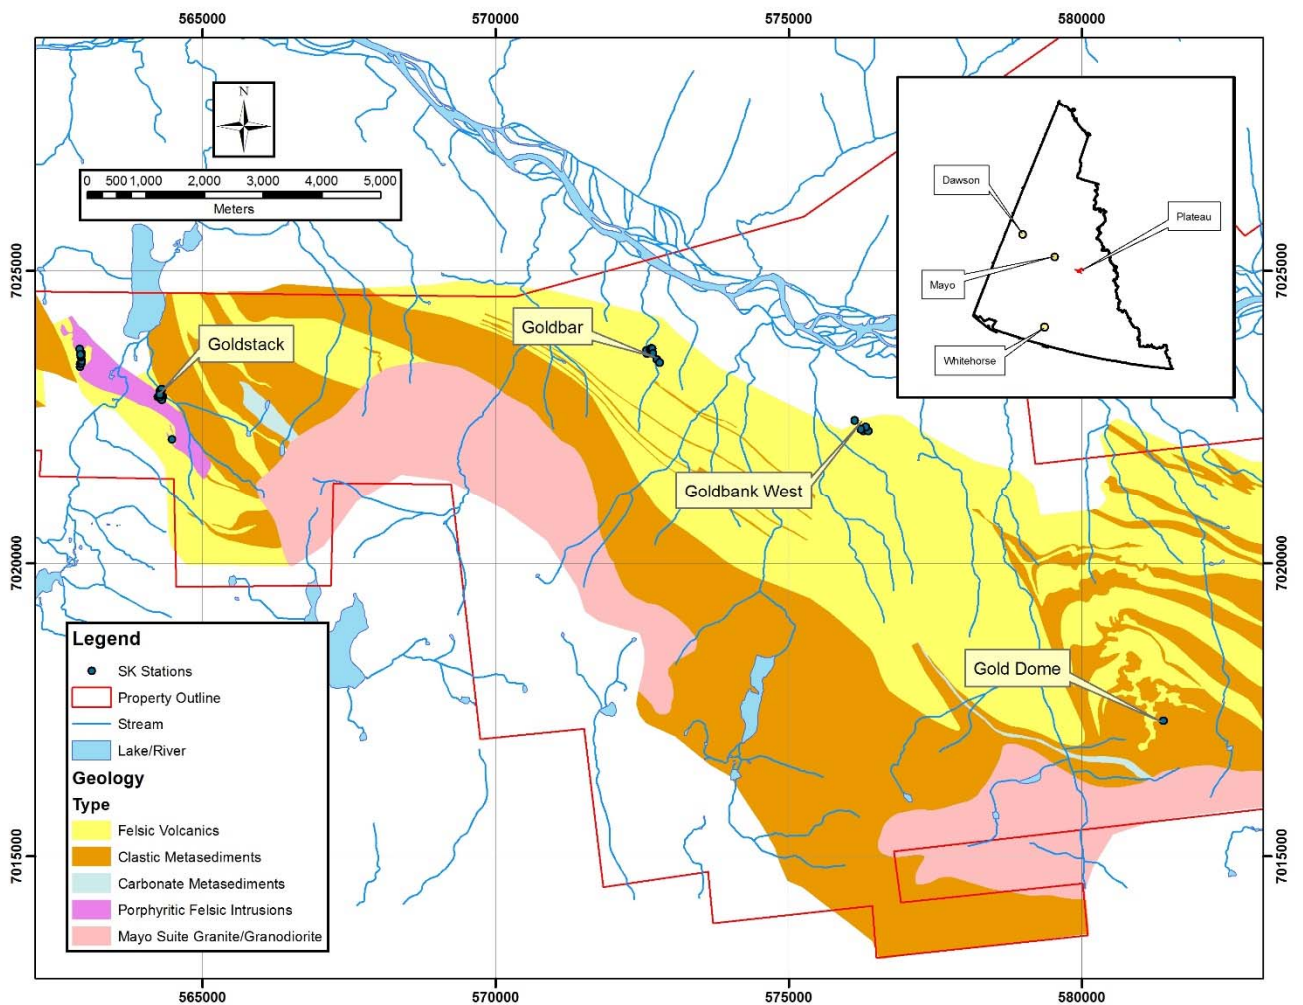 565000
570000
575000
580000
N
0 500 1,000 2,000 3,000 4,000 5,000
Meters
Dawson
Plateau
Mayo
Whitehorse
7025000
7025000
Goldbar
Goldstack
Goldbank West
7020000
7020000
Gold Dome
Legend
SK Stations
Property Outline
Stream
Lake/River
Geology
Type
Felsic Volcanics
Clastic Metasediments
Carbonate Metasediments
Porphyritic Felsic Intrusions
Mayo Suite Granite/Granodiorite
7015000
7015000
565000
570000
575000
580000